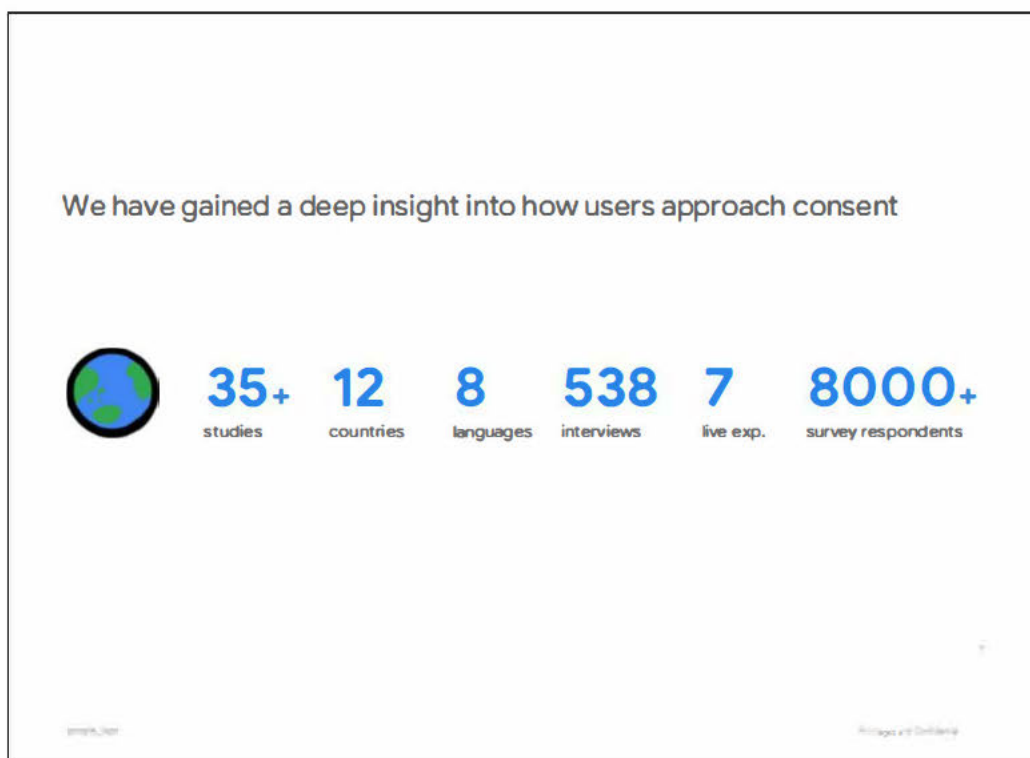 We have gained a deep insight into how users approach consent
35+ 12 8 538 7 8000+
studies countries languages interviews live exp. survey respondents